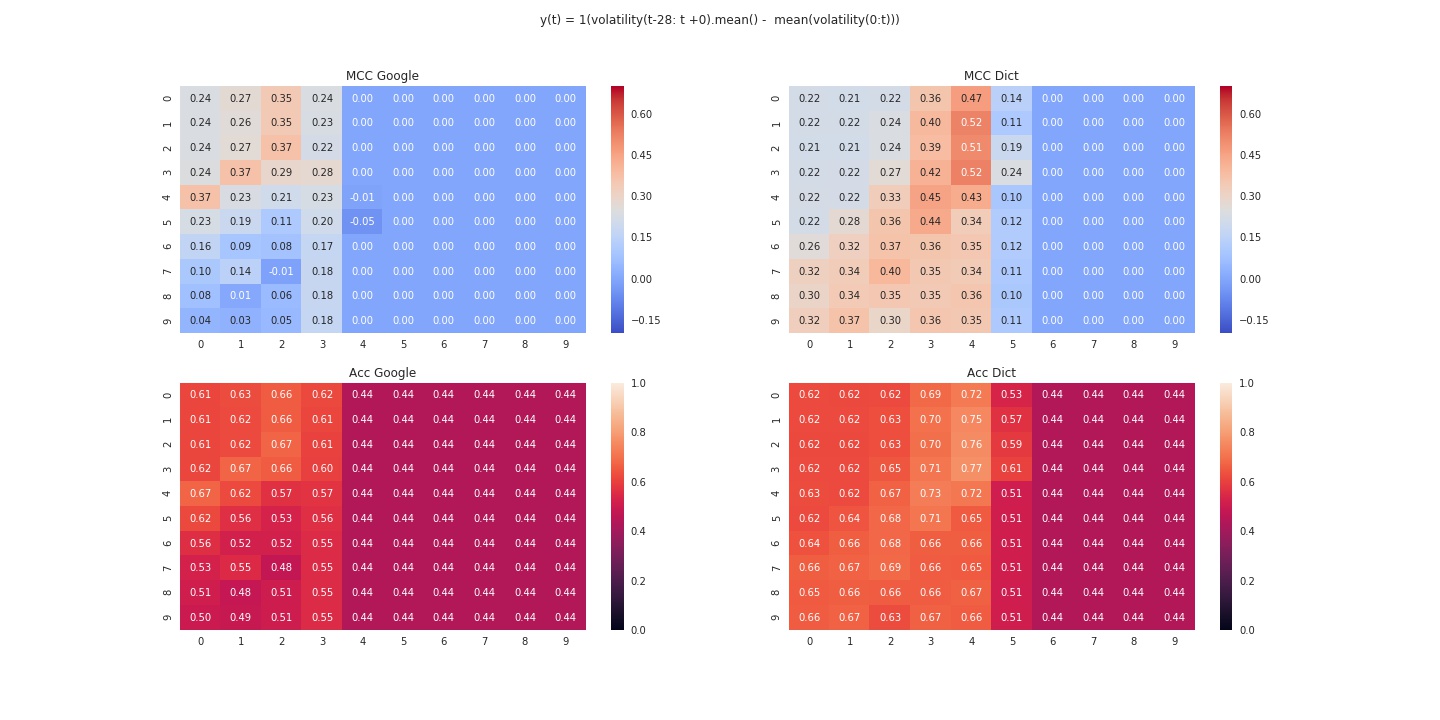 y(t) = 1(volatility(t-28: t +0).mean() -  mean(volatility(0:t)))
MCC Google
0 0.24 0.27 0.35 0.24 0.00 0.00 0.00 0.00 0.00 0.00
1 0.24 0.26 0.35 0.23 0.00 0.00 0.00 0.00 0.00 0.00
2 0.24 0.27 0.37 0.22 0.00 0.00 0.00 0.00 0.00 0.00
3 0.24 0.37 0.29 0.28 0.00 0.00 0.00 0.00 0.00 0.00
4 0.37 0.23 0.21 0.23 -0.01 0.00 0.00 0.00 0.00 0.00
5 0.23 0.19 0.11 0.20 -0.05 0.00 0.00 0.00 0.00 0.00
6 0.16 0.09 0.08 0.17 0.00 0.00 0.00 0.00 0.00 0.00
7 0.10 0.14 -0.01 0.18 0.00 0.00 0.00 0.00 0.00 0.00
8 0.08 0.01 0.06 0.18 0.00 0.00 0.00 0.00 0.00 0.00
9 0.04 0.03 0.05 0.18 0.00 0.00 0.00 0.00 0.00 0.00
0 1 2 3 4 5 6 7 8 9
0.60
0.45
0.30
0.15
0.00
−0.15
MCC Dict
0 0.22 0.21 0.22 0.36 0.47 0.14 0.00 0.00 0.00 0.00
1 0.22 0.22 0.24 0.40 0.52 0.11 0.00 0.00 0.00 0.00
2 0.21 0.21 0.24 0.39 0.51 0.19 0.00 0.00 0.00 0.00
3 0.22 0.22 0.27 0.42 0.52 0.24 0.00 0.00 0.00 0.00
4 0.22 0.22 0.33 0.45 0.43 0.10 0.00 0.00 0.00 0.00
5 0.22 0.28 0.36 0.44 0.34 0.12 0.00 0.00 0.00 0.00
6 0.26 0.32 0.37 0.36 0.35 0.12 0.00 0.00 0.00 0.00
7 0.32 0.34 0.40 0.35 0.34 0.11 0.00 0.00 0.00 0.00
8 0.30 0.34 0.35 0.35 0.36 0.10 0.00 0.00 0.00 0.00
9 0.32 0.37 0.30 0.36 0.35 0.11 0.00 0.00 0.00 0.00
0 1 2 3 4 5 6 7 8 9
0.60
0.45
0.30
0.15
0.00
−0.15
Acc Google
0 0.61 0.63 0.66 0.62 0.44 0.44 0.44 0.44 0.44 0.44
1 0.61 0.62 0.66 0.61 0.44 0.44 0.44 0.44 0.44 0.44
2 0.61 0.62 0.67 0.61 0.44 0.44 0.44 0.44 0.44 0.44
3 0.62 0.67 0.66 0.60 0.44 0.44 0.44 0.44 0.44 0.44
4 0.67 0.62 0.57 0.57 0.44 0.44 0.44 0.44 0.44 0.44
5 0.62 0.56 0.53 0.56 0.44 0.44 0.44 0.44 0.44 0.44
6 0.56 0.52 0.52 0.55 0.44 0.44 0.44 0.44 0.44 0.44
7 0.53 0.55 0.48 0.55 0.44 0.44 0.44 0.44 0.44 0.44
8 0.51 0.48 0.51 0.55 0.44 0.44 0.44 0.44 0.44 0.44
9 0.50 0.49 0.51 0.55 0.44 0.44 0.44 0.44 0.44 0.44
0 1 2 3 4 5 6 7 8 9
1.0
0.8
0.6
0.4
0.2
0.0
Acc Dict
0 0.62 0.62 0.62 0.69 0.72 0.53 0.44 0.44 0.44 0.44
1 0.62 0.62 0.63 0.70 0.75 0.57 0.44 0.44 0.44 0.44
2 0.62 0.62 0.63 0.70 0.76 0.59 0.44 0.44 0.44 0.44
3 0.62 0.62 0.65 0.71 0.77 0.61 0.44 0.44 0.44 0.44
4 0.63 0.62 0.67 0.73 0.72 0.51 0.44 0.44 0.44 0.44
5 0.62 0.64 0.68 0.71 0.65 0.51 0.44 0.44 0.44 0.44
6 0.64 0.66 0.68 0.66 0.66 0.51 0.44 0.44 0.44 0.44
7 0.66 0.67 0.69 0.66 0.65 0.51 0.44 0.44 0.44 0.44
8 0.65 0.66 0.66 0.66 0.67 0.51 0.44 0.44 0.44 0.44
9 0.66 0.67 0.63 0.67 0.66 0.51 0.44 0.44 0.44 0.44
0 1 2 3 4 5 6 7 8 9
1.0
0.8
0.6
0.4
0.2
0.0